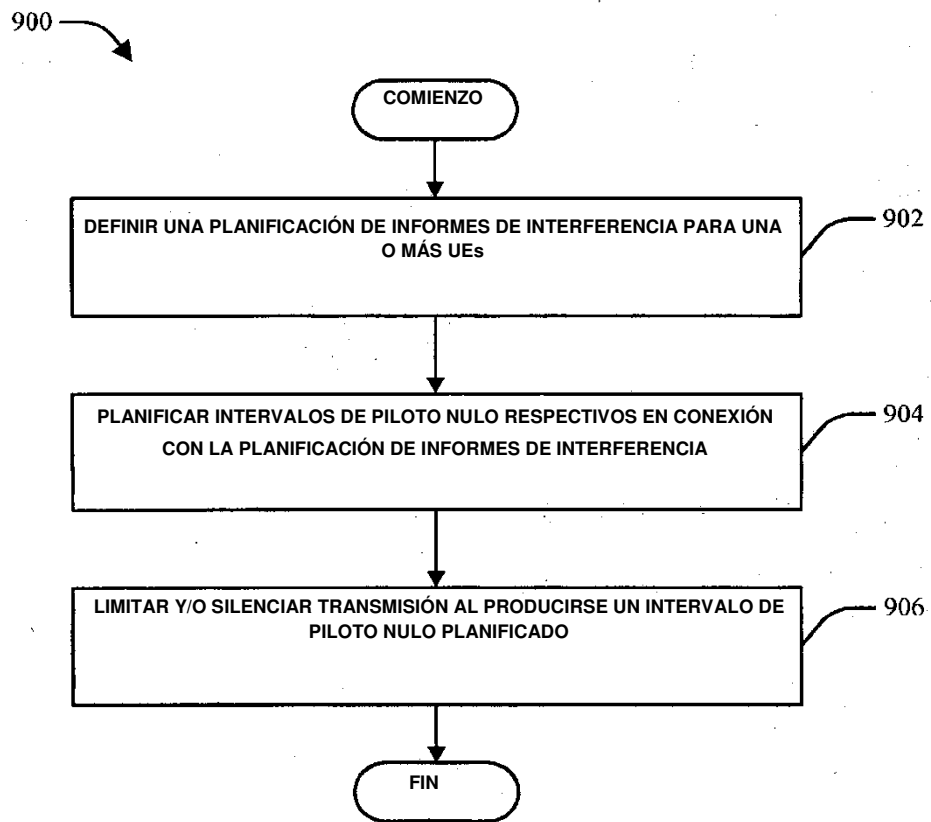 900
COMIENZO
DEFINIR UNA PLANIFICACIÓN DE INFORMES DE INTERFERENCIA PARA UNA
O MÁS UEs
902
PLANIFICAR INTERVALOS DE PILOTO NULO RESPECTIVOS EN CONEXIÓN
CON LA PLANIFICACIÓN DE INFORMES DE INTERFERENCIA
904
LIMITAR Y/O SILENCIAR TRANSMISIÓN AL PRODUCIRSE UN INTERVALO DE
PILOTO NULO PLANIFICADO
906
FIN